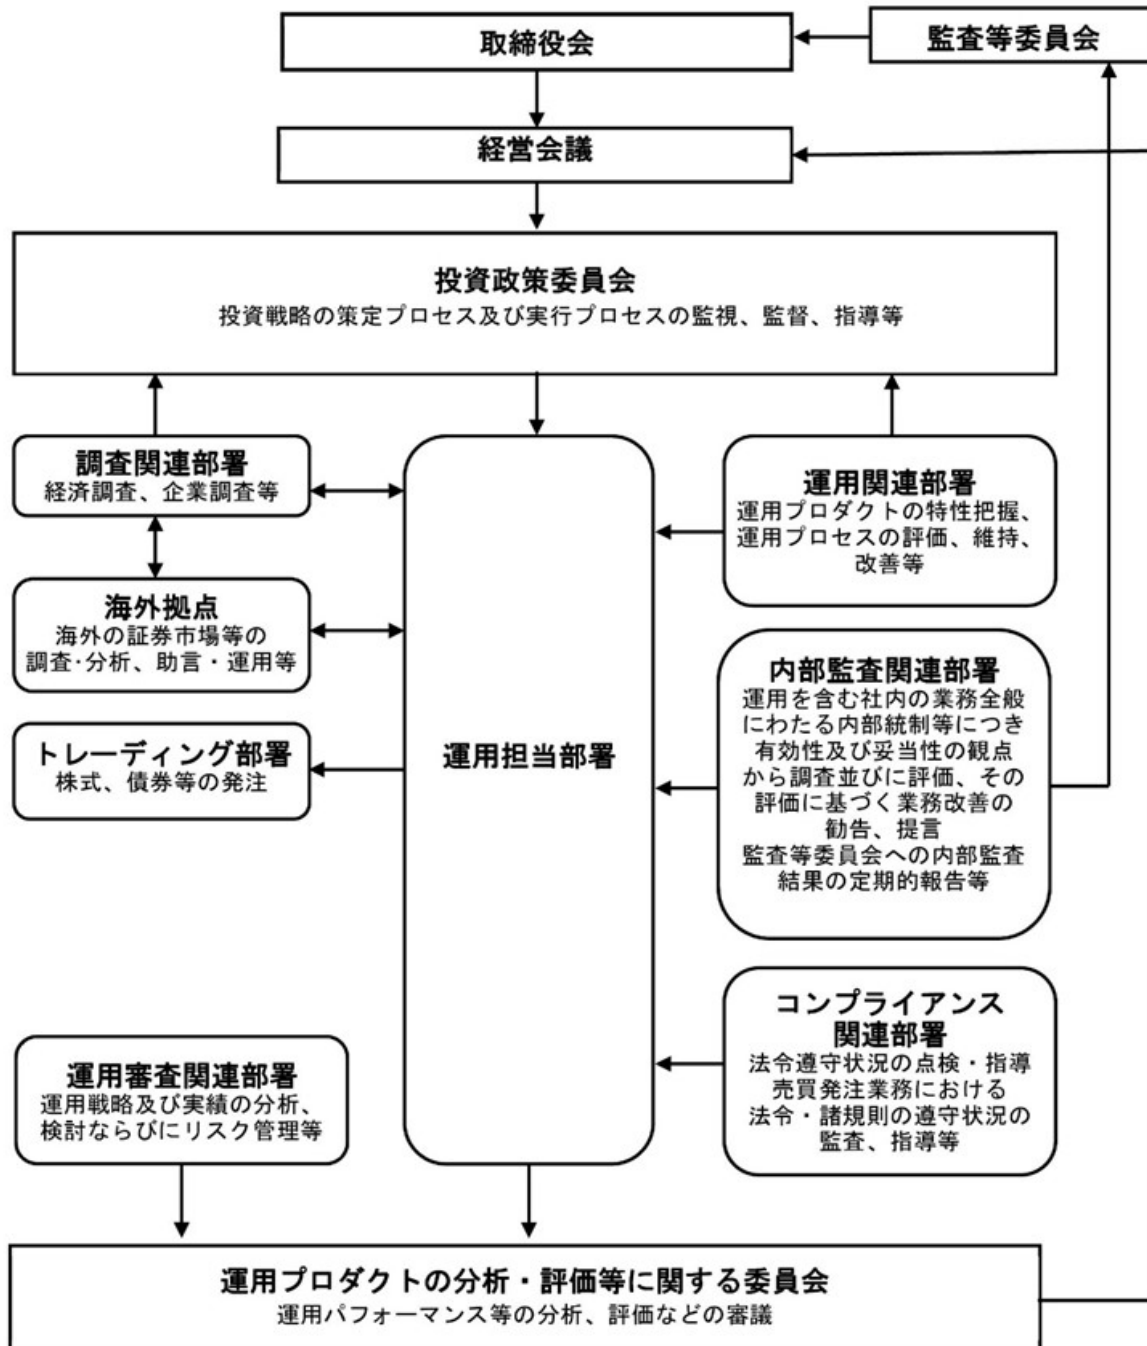 取締役会
監査等委員会
経営会議
投資政策委員会
投資戦略の策定プロセス及び実行プロセスの監視、監督、指導等
調査関連部署
経済調査、企業調査等
海外拠点
海外の証券市場等の
調査・分析、助言・運用等
トレーディング部署
株式、債券等の発注
運用担当部署
運用関連部署
運用プロダクトの特性把握、
運用プロセスの評価、維持、
改善等
内部監査関連部署
運用を含む社内の業務全般
にわたる内部統制等につき
有効性及び妥当性の観点
から調査並びに評価、その
評価に基づく業務改善の
勧告、提言
監査等委員会への内部監査
結果の定期的報告等
コンプライアンス
関連部署
法令遵守状況の点検・指導
売買発注業務における
法令・諸規則の遵守状況の
監査、指導等
運用審査関連部署
運用戦略及び実績の分析、
検討ならびにリスク管理等
運用プロダクトの分析・評価等に関する委員会
運用パフォーマンス等の分析、評価などの審議